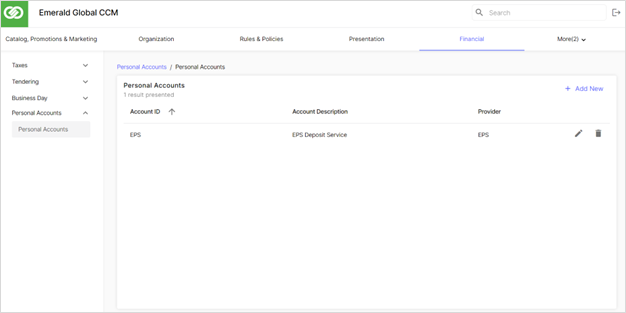 Emerald Global CCM
Search
Catalog, Promotions & Marketing Organization Rules & Policies Presentation Financial More(2)
Taxes
Tendering
Business Day
Personal Accounts
Personal Accounts
Personal Accounts / Personal Accounts
Personal Accounts
1 result presented
+ Add New
Account ID Account Description Provider
EPS EPS Deposit Service EPS